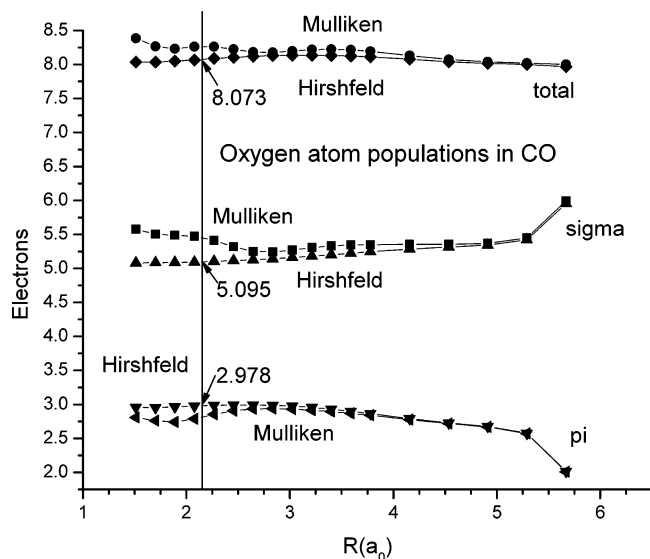 8.5
8.0
7.5
7.0
6.5
6.0
5.5
5.0
4.5
4.0
3.5
3.0
2.5
2.0
Electrons
Mulliken
Hirshfeld
8.073
total
Oxygen atom populations in CO
Mulliken
sigma
Hirshfeld
5.095
Hirshfeld
2.978
Mulliken
pi
1 2 3 4 5 6
R(a₀)